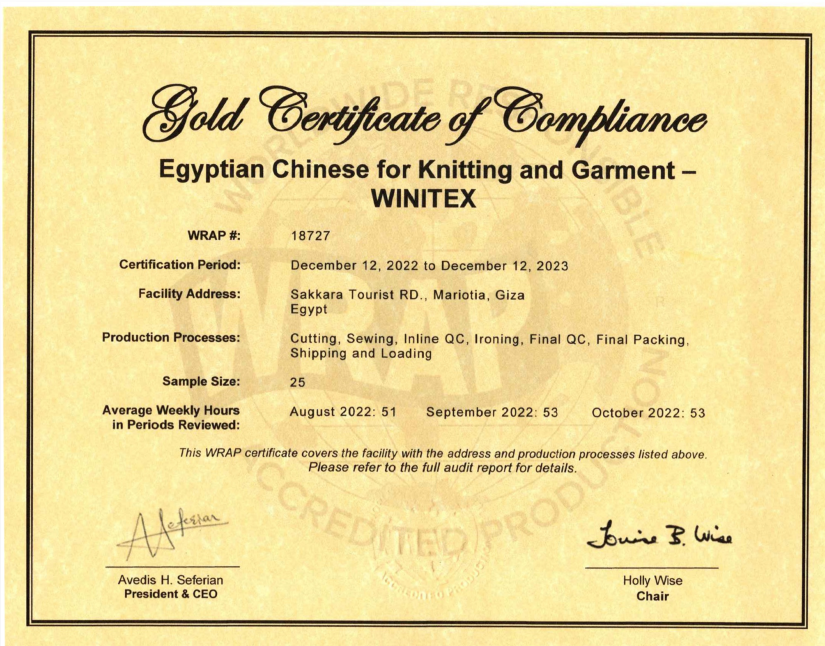 Gold Certificate of Compliance
Egyptian Chinese for Knitting and Garment –
WINITEX
WRAP #: 18727
Certification Period: December 12, 2022 to December 12, 2023
Facility Address: Sakkara Tourist RD., Mariotia, Giza
Egypt
Production Processes: Cutting, Sewing, Inline QC, Ironing, Final QC, Final Packing,
Shipping and Loading
Sample Size: 25
Average Weekly Hours
in Periods Reviewed: August 2022: 51 September 2022: 53 October 2022: 53
This WRAP certificate covers the facility with the address and production processes listed above.
Please refer to the full audit report for details.
Avedis H. Seferian
President & CEO
Holly Wise
Chair
WRAP
ACCREDITED PRODUCTION